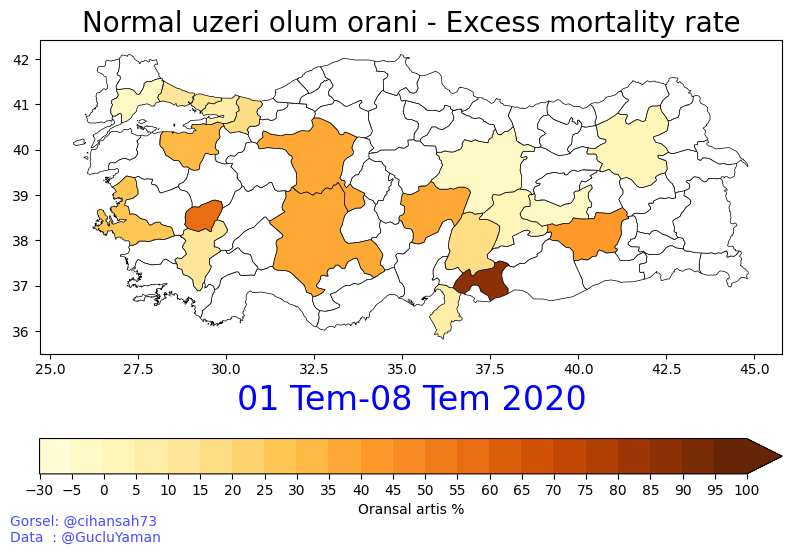 Normal uzeri olum orani - Excess mortality rate
42
41
40
39
38
37
36
25.0 27.5 30.0 32.5 35.0 37.5 40.0 42.5 45.0
01 Tem-08 Tem 2020
−30 −5 0 5 10 15 20 25 30 35 40 45 50 55 60 65 70 75 80 85 90 95 100
Oransal artis %
Gorsel: @cihansah73
Data : @GucluYaman